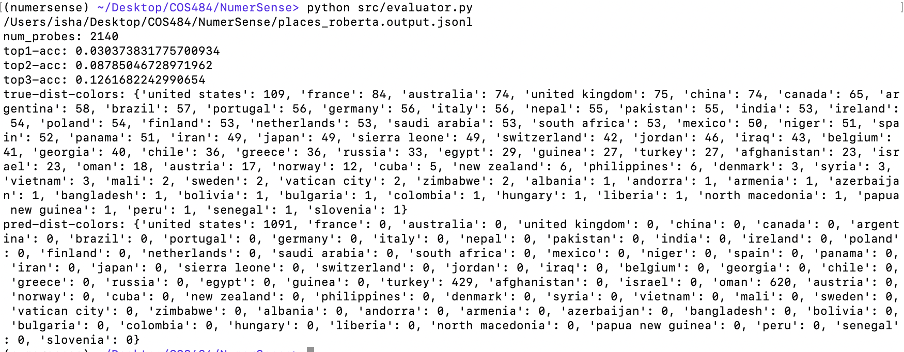 (numersense) ~/Desktop/COS484/NumerSense> python src/evaluator.py
/Users/isha/Desktop/COS484/NumerSense/places_roberta.output.jsonl
num_probes: 2140
top1-acc: 0.030373831775700934
top2-acc: 0.08785046728971962
top3-acc: 0.1261682242990654
true-dist-colors: {'united states': 109, 'france': 84, 'australia': 74, 'united kingdom': 75, 'china': 74, 'canada': 65, 'ar
gentina': 58, 'brazil': 57, 'portugal': 56, 'germany': 56, 'italy': 56, 'nepal': 55, 'pakistan': 55, 'india': 53, 'ireland':
 54, 'poland': 54, 'finland': 53, 'netherlands': 53, 'saudi arabia': 53, 'south africa': 53, 'mexico': 50, 'niger': 51, 'spa
in': 52, 'panama': 51, 'iran': 49, 'japan': 49, 'sierra leone': 49, 'switzerland': 42, 'jordan': 46, 'iraq': 43, 'belgium':
41, 'georgia': 40, 'chile': 36, 'greece': 36, 'russia': 33, 'egypt': 29, 'guinea': 27, 'turkey': 27, 'afghanistan': 23, 'isr
ael': 23, 'oman': 18, 'austria': 17, 'norway': 12, 'cuba': 5, 'new zealand': 6, 'philippines': 6, 'denmark': 3, 'syria': 3,
'vietnam': 3, 'mali': 2, 'sweden': 2, 'vatican city': 2, 'zimbabwe': 2, 'albania': 1, 'andorra': 1, 'armenia': 1, 'azerbaija
n': 1, 'bangladesh': 1, 'bolivia': 1, 'bulgaria': 1, 'colombia': 1, 'hungary': 1, 'liberia': 1, 'north macedonia': 1, 'papua
 new guinea': 1, 'peru': 1, 'senegal': 1, 'slovenia': 1}
pred-dist-colors: {'united states': 1091, 'france': 0, 'australia': 0, 'united kingdom': 0, 'china': 0, 'canada': 0, 'argent
ina': 0, 'brazil': 0, 'portugal': 0, 'germany': 0, 'italy': 0, 'nepal': 0, 'pakistan': 0, 'india': 0, 'ireland': 0, 'poland'
: 0, 'finland': 0, 'netherlands': 0, 'saudi arabia': 0, 'south africa': 0, 'mexico': 0, 'niger': 0, 'spain': 0, 'panama': 0,
 'iran': 0, 'japan': 0, 'sierra leone': 0, 'switzerland': 0, 'jordan': 0, 'iraq': 0, 'belgium': 0, 'georgia': 0, 'chile': 0,
'greece': 0, 'russia': 0, 'egypt': 0, 'guinea': 0, 'turkey': 429, 'afghanistan': 0, 'israel': 0, 'oman': 620, 'austria': 0,
'norway': 0, 'cuba': 0, 'new zealand': 0, 'philippines': 0, 'denmark': 0, 'syria': 0, 'vietnam': 0, 'mali': 0, 'sweden': 0,
'vatican city': 0, 'zimbabwe': 0, 'albania': 0, 'andorra': 0, 'armenia': 0, 'azerbaijan': 0, 'bangladesh': 0, 'bolivia': 0,
'bulgaria': 0, 'colombia': 0, 'hungary': 0, 'liberia': 0, 'north macedonia': 0, 'papua new guinea': 0, 'peru': 0, 'senegal'
: 0, 'slovenia': 0}
(numersense) ~/Desktop/COS484/NumerSense>